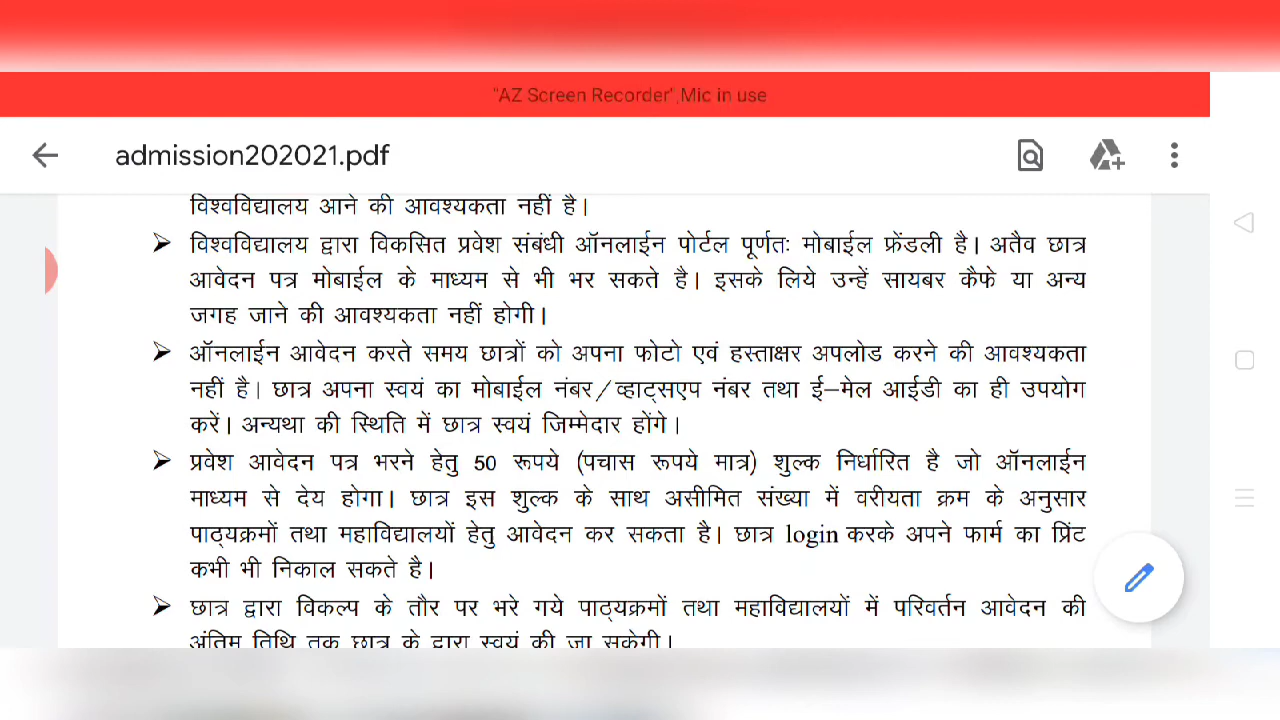 "AZ Screen Recorder",Mic in use
admission202021.pdf
विश्वविद्यालय आने की आवश्यकता नहीं है।
➢ विश्वविद्यालय द्वारा विकसित प्रवेश संबंधी ऑनलाईन पोर्टल पूर्णतः मोबाईल फ्रेंडली है। अतैव छात्र
आवेदन पत्र मोबाईल के माध्यम से भी भर सकते है। इसके लिये उन्हें सायबर कैफे या अन्य
जगह जाने की आवश्यकता नहीं होगी।
➢ ऑनलाईन आवेदन करते समय छात्रों को अपना फोटो एवं हस्ताक्षर अपलोड करने की आवश्यकता
नहीं है। छात्र अपना स्वयं का मोबाईल नंबर/व्हाट्सएप नंबर तथा ई–मेल आईडी का ही उपयोग
करें। अन्यथा की स्थिति में छात्र स्वयं जिम्मेदार होंगे।
➢ प्रवेश आवेदन पत्र भरने हेतु 50 रूपये (पचास रूपये मात्र) शुल्क निर्धारित है जो ऑनलाईन
माध्यम से देय होगा। छात्र इस शुल्क के साथ असीमित संख्या में वरीयता क्रम के अनुसार
पाठ्यक्रमों तथा महाविद्यालयों हेतु आवेदन कर सकता है। छात्र login करके अपने फार्म का प्रिंट
कभी भी निकाल सकते है।
➢ छात्र द्वारा विकल्प के तौर पर भरे गये पाठ्यक्रमों तथा महाविद्यालयों में परिवर्तन आवेदन की
अंतिम तिथि तक छात्र के द्वारा स्वयं की जा सकेगी।